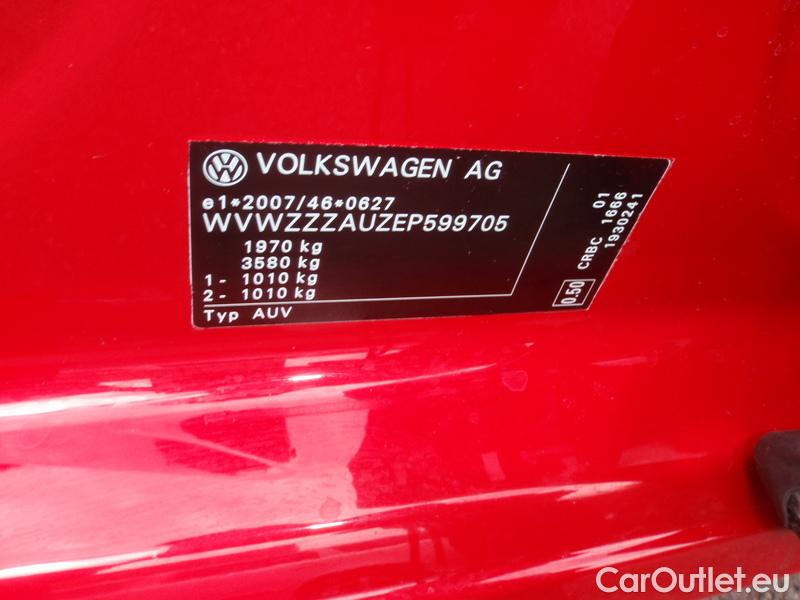 VOLKSWAGEN AG
e1*2007/46*0627
WVWZZZAUZEP599705
1970 kg
3580 kg
1- 1010 kg
2- 1010 kg
Typ AUV
01
CRBC 1666
1930241
0.50
CarOutlet.eu